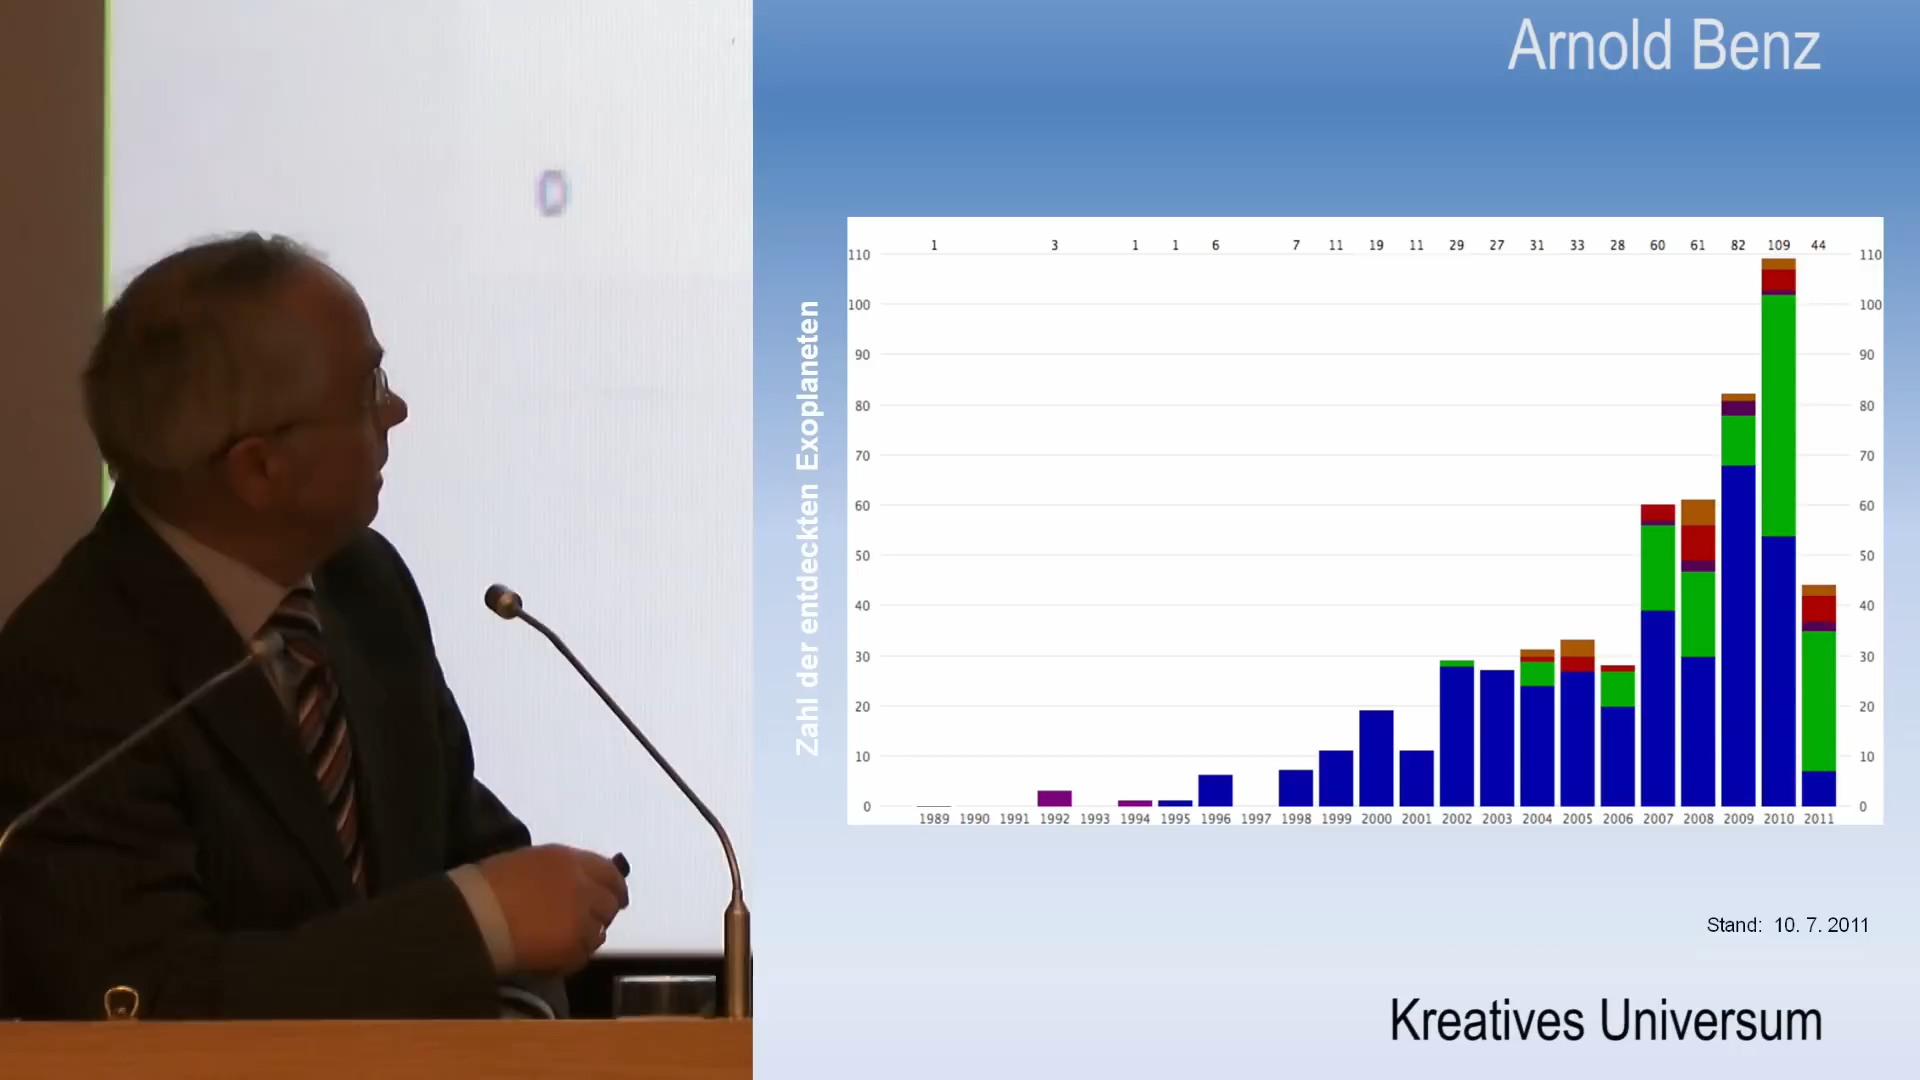 Arnold Benz
0
Zahl der entdeckten Exoplaneten
1 3 1 1 6 7 11 19 11 29 27 31 33 28 60 61 82 109 44
110 110
100 100
90 90
80 80
70 70
60 60
50 50
40 40
30 30
20 20
10 10
0 0
1989 1990 1991 1992 1993 1994 1995 1996 1997 1998 1999 2000 2001 2002 2003 2004 2005 2006 2007 2008 2009 2010 2011
Stand: 10. 7. 2011
Kreatives Universum